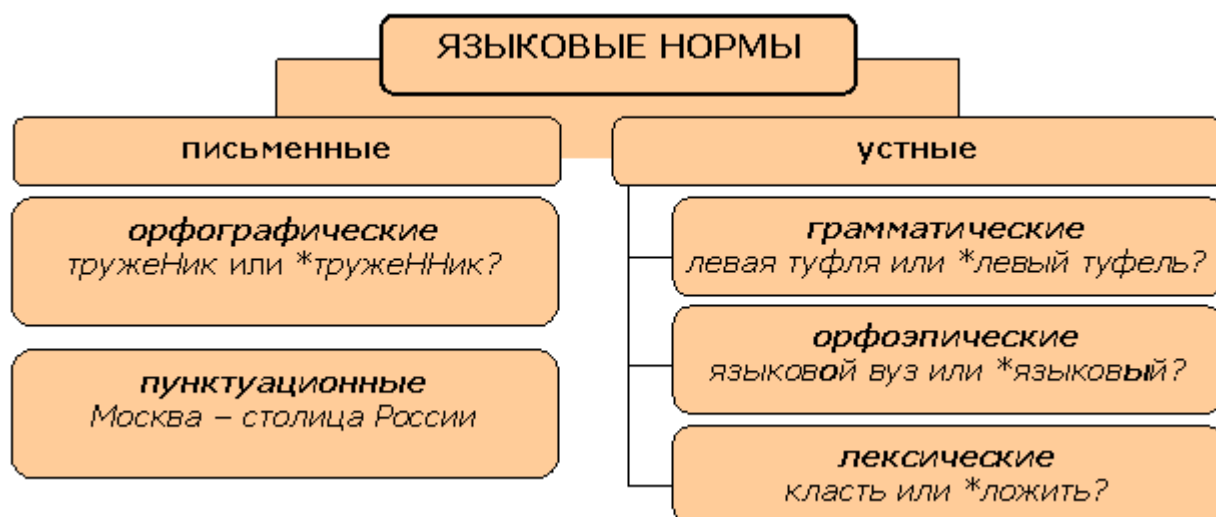 ЯЗЫКОВЫЕ НОРМЫ
письменные
орфографические
тружеНик или *тружеННик?
пунктуационные
Москва – столица России
устные
грамматические
левая туфля или *левый туфель?
орфоэпические
языковой вуз или *языковый?
лексические
класть или *ложить?